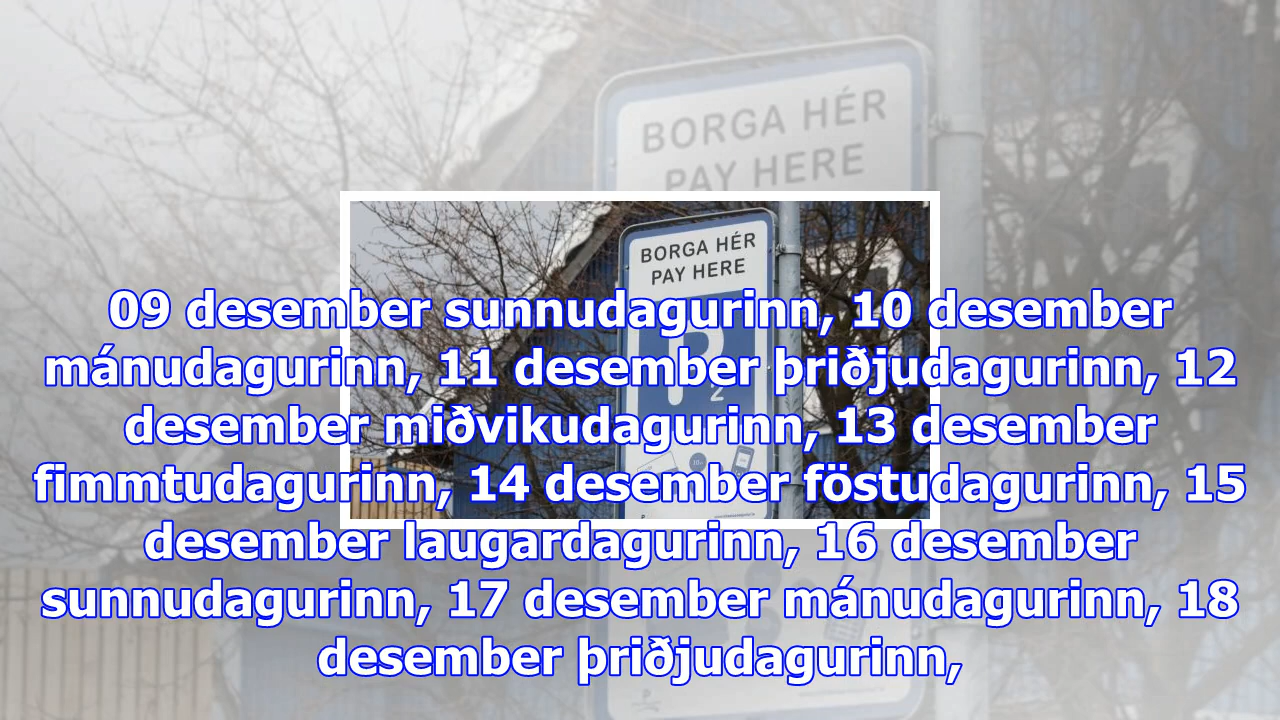 BORGA HÉR
PAY HERE
BORGA HÉR
PAY HERE
P
2
09 desember sunnudagurinn, 10 desember
mánudagurinn, 11 desember þriðjudagurinn, 12
desember miðvikudagurinn, 13 desember
fimmtudagurinn, 14 desember föstudagurinn, 15
desember laugardagurinn, 16 desember
sunnudagurinn, 17 desember mánudagurinn, 18
desember þriðjudagurinn,